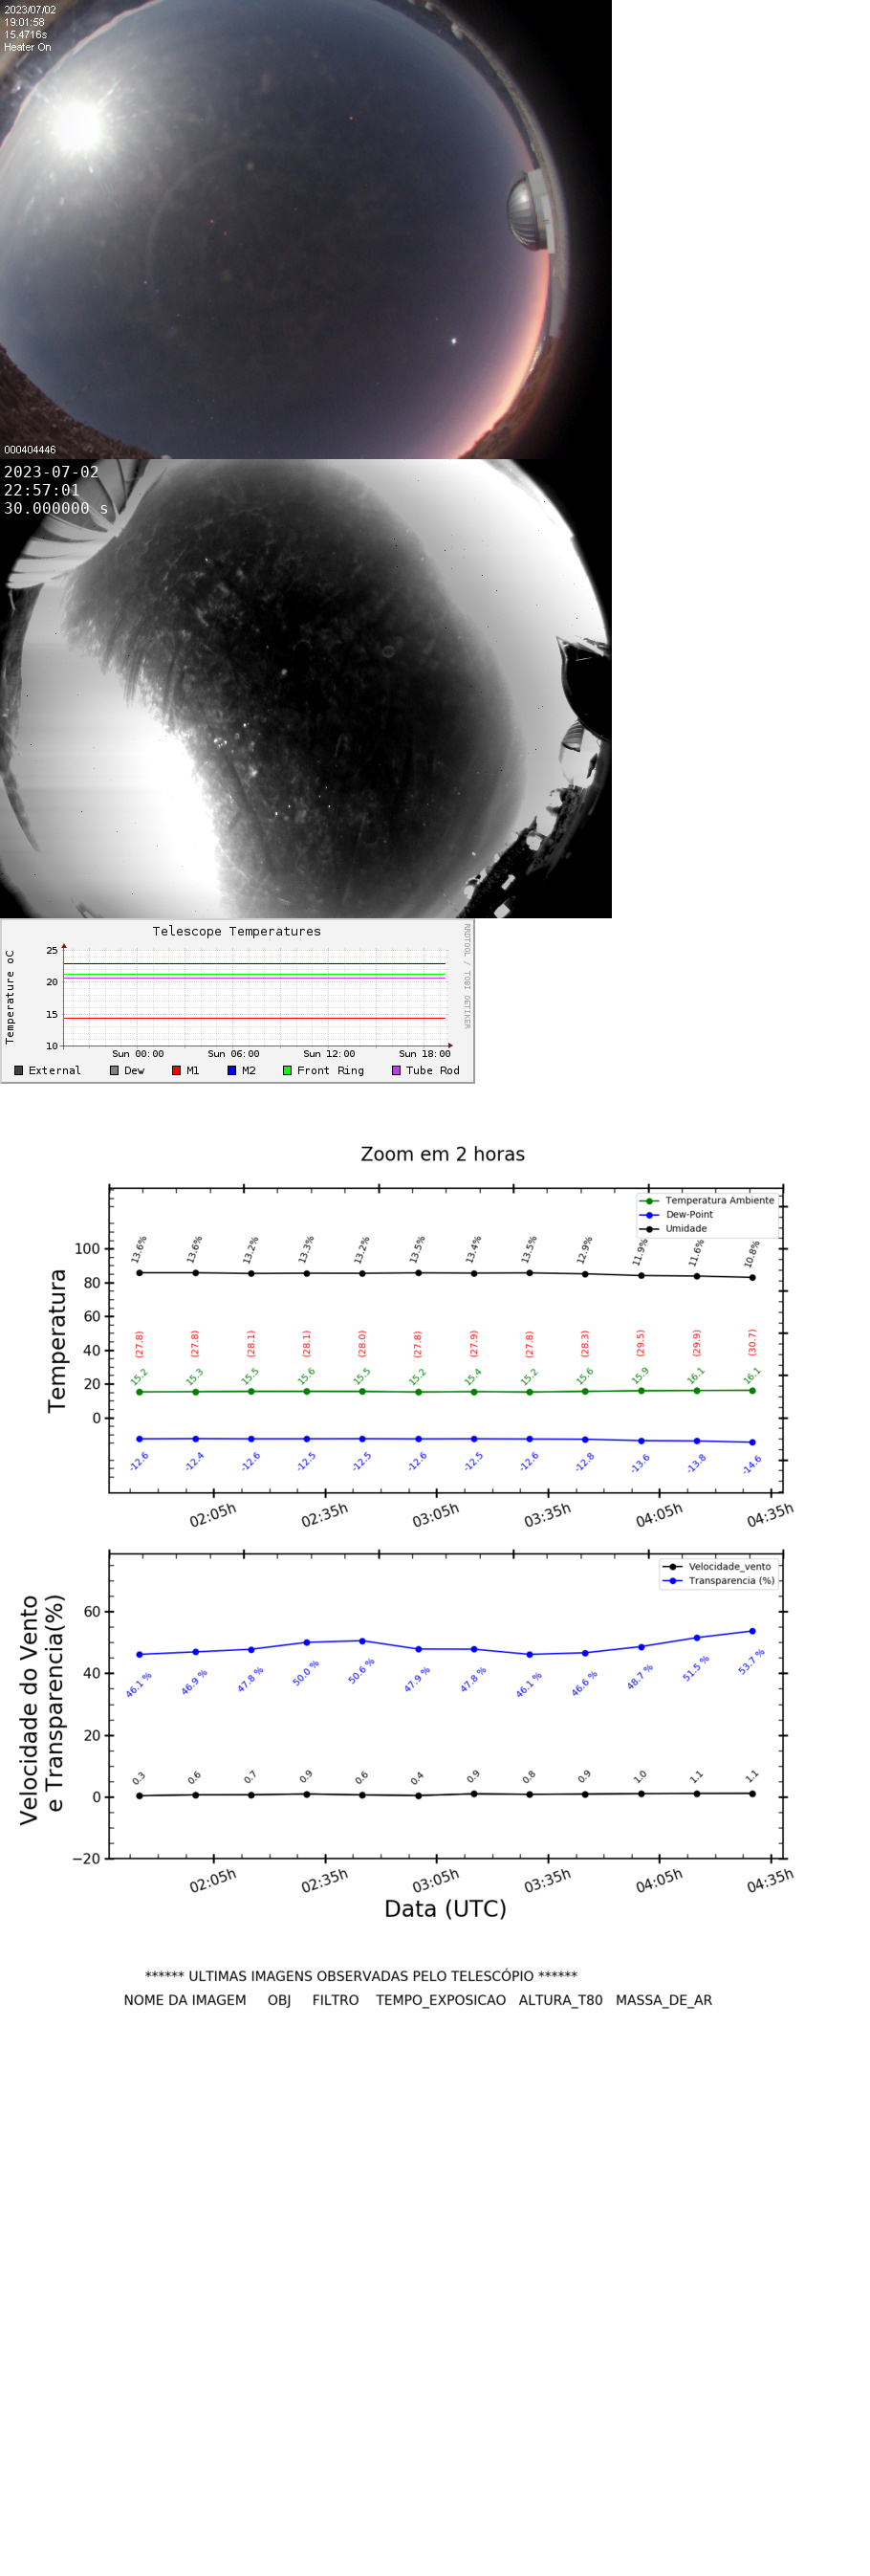 2023/07/02
19:01:58
15.4716s
Heater On
000404446
2023-07-02
22:57:01
30.000000 s
Telescope Temperatures
RRDTOOL / TOBI OETIKER
Temperature oC
25
20
15
10
Sun 00:00 Sun 06:00 Sun 12:00 Sun 18:00
External Dew M1 M2 Front Ring Tube Rod
Zoom em 2 horas
Temperatura Ambiente
Dew-Point
Umidade
Temperatura
100
80
60
40
20
0
13.6% 13.6% 13.2% 13.3% 13.2% 13.5% 13.4% 13.5% 12.9% 11.9% 11.6% 10.8%
(27.8) (27.8) (28.1) (28.1) (28.0) (27.8) (27.9) (27.8) (28.3) (29.5) (29.9) (30.7)
15.2 15.3 15.5 15.6 15.5 15.2 15.4 15.2 15.6 15.9 16.1 16.1
-12.6 -12.4 -12.6 -12.5 -12.5 -12.6 -12.5 -12.6 -12.8 -13.6 -13.8 -14.6
02:05h 02:35h 03:05h 03:35h 04:05h 04:35h
Velocidade_vento
Transparencia (%)
Velocidade do Vento
e Transparencia(%)
60
40
20
0
−20
46.1 % 46.9 % 47.8 % 50.0 % 50.6 % 47.9 % 47.8 % 46.1 % 46.6 % 48.7 % 51.5 % 53.7 %
0.3 0.6 0.7 0.9 0.6 0.4 0.9 0.8 0.9 1.0 1.1 1.1
02:05h 02:35h 03:05h 03:35h 04:05h 04:35h
Data (UTC)
****** ULTIMAS IMAGENS OBSERVADAS PELO TELESCÓPIO ******
NOME DA IMAGEM OBJ FILTRO TEMPO_EXPOSICAO ALTURA_T80 MASSA_DE_AR